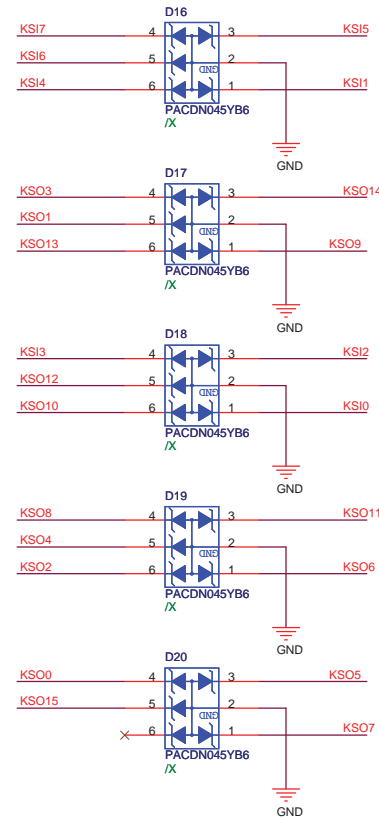 D16
KSI7 4 3 KSI5
KSI6 5 2
GND
KSI4 6 1 KSI1
PACDN045YB6
/X
GND
D17
KSO3 4 3 KSO14
KSO1 5 2
GND
KSO13 6 1 KSO9
PACDN045YB6
/X
GND
D18
KSI3 4 3 KSI2
KSO12 5 2
GND
KSO10 6 1 KSI0
PACDN045YB6
/X
GND
D19
KSO8 4 3 KSO11
KSO4 5 2
GND
KSO2 6 1 KSO6
PACDN045YB6
/X
GND
D20
KSO0 4 3 KSO5
KSO15 5 2
GND
6 1 KSO7
PACDN045YB6
/X
GND